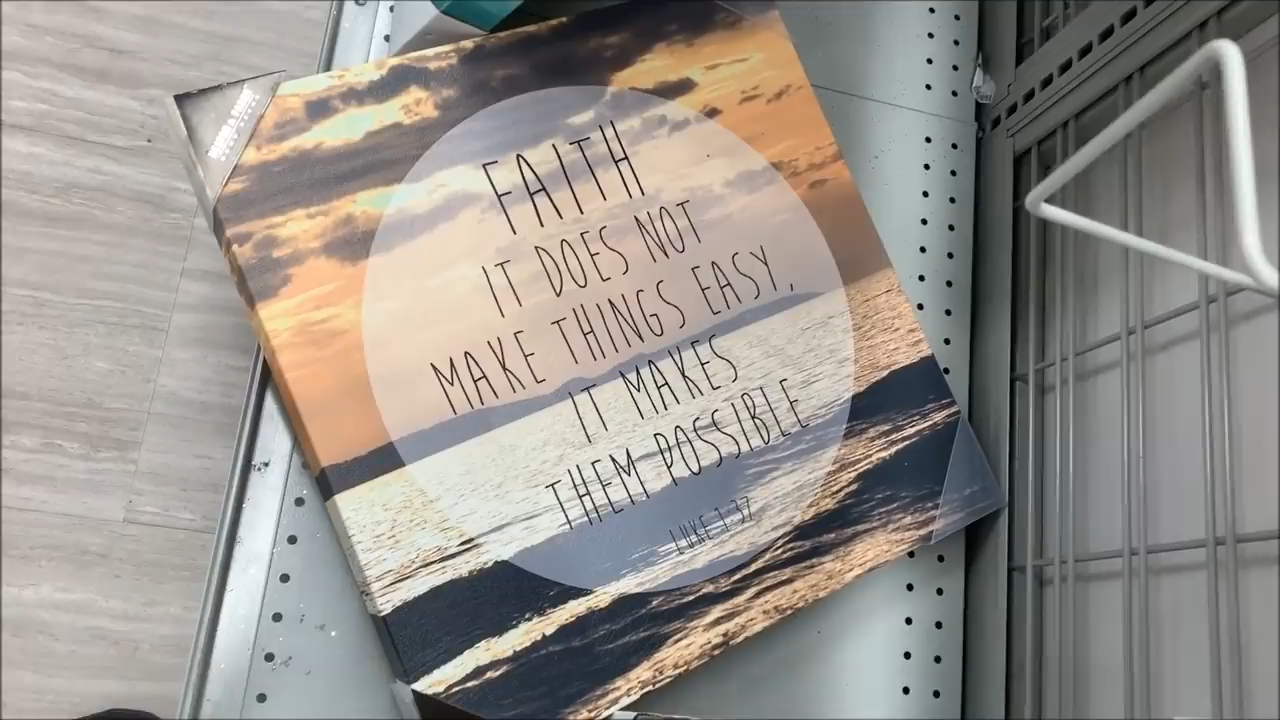 FAITH
IT DOES NOT
MAKE THINGS EASY,
IT MAKES
THEM POSSIBLE
LUKE 1:37